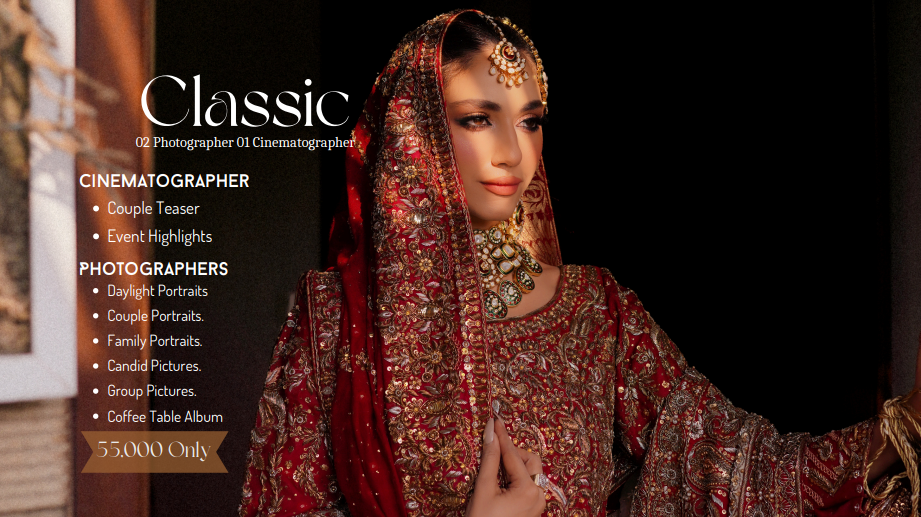 Classic
02 Photographer 01 Cinematographer
CINEMATOGRAPHER
Couple Teaser
Event Highlights
PHOTOGRAPHERS
Daylight Portraits
Couple Portraits.
Family Portraits.
Candid Pictures.
Group Pictures.
Coffee Table Album
55,000 Only